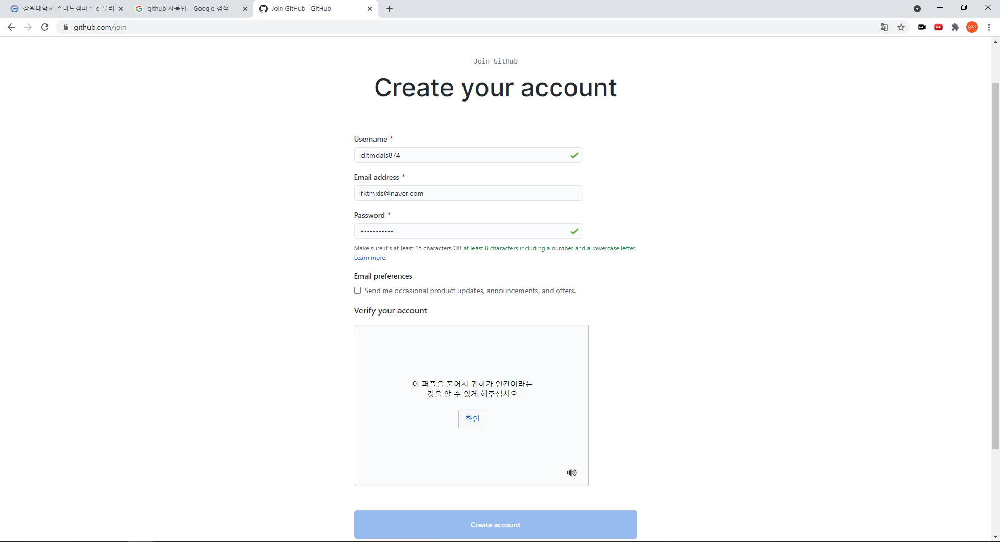 강원대학교 스마트캠퍼스 e-루리
github 사용법 - Google 검색
Join GitHub · GitHub
github.com/join
승민
Join GitHub
Create your account
Username *
dltmdals874
Email address *
fktmxls@naver.com
Password *
•••••••••••
Make sure it's at least 15 characters OR at least 8 characters including a number and a lowercase letter.
Learn more.
Email preferences
Send me occasional product updates, announcements, and offers.
Verify your account
이 퍼즐을 풀어서 귀하가 인간이라는
것을 알 수 있게 해주십시오
확인
Create account